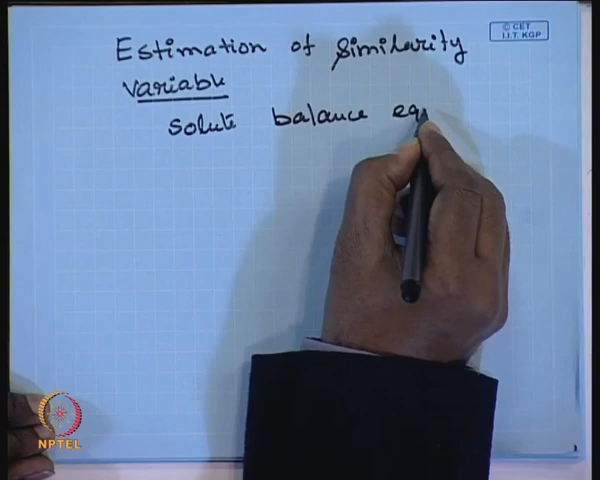 © CET
I.I.T. KGP
Estimation of similarity
variable
solute balance eq
NPTEL